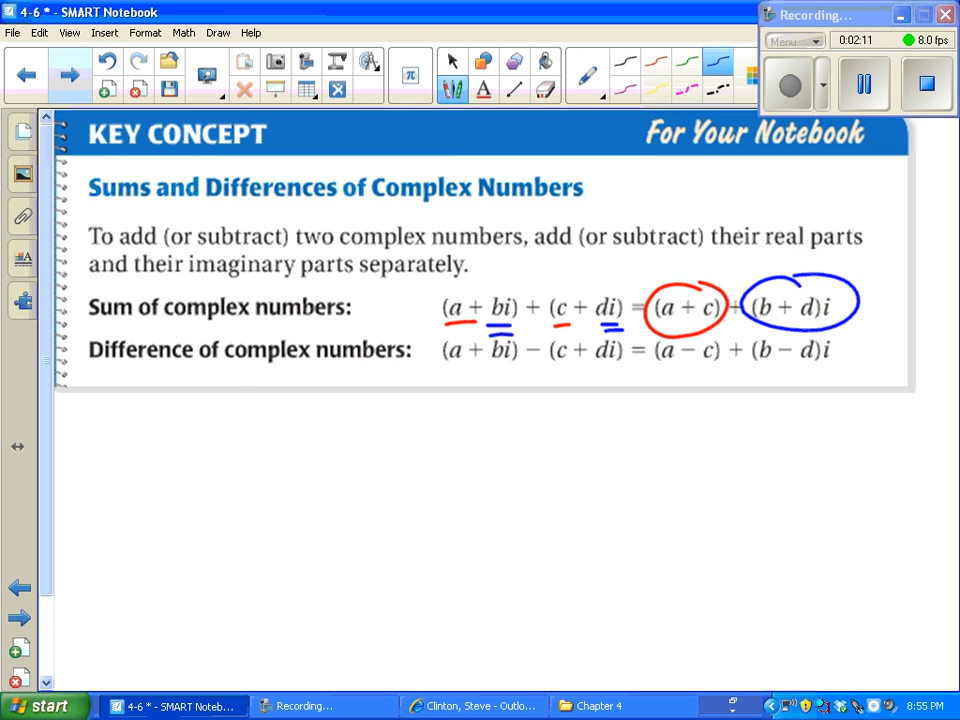 4-6 * - SMART Notebook
File Edit View Insert Format Math Draw Help
Recording...
Menu 0:02:11 8.0 fps
KEY CONCEPT For Your Notebook
Sums and Differences of Complex Numbers
To add (or subtract) two complex numbers, add (or subtract) their real parts
and their imaginary parts separately.
Sum of complex numbers: (a + bi) + (c + di) = (a + c) + (b + d)i
Difference of complex numbers: (a + bi) − (c + di) = (a − c) + (b − d)i
start 4-6 * - SMART Noteb... Recording... Clinton, Steve - Outlo... Chapter 4 8:55 PM